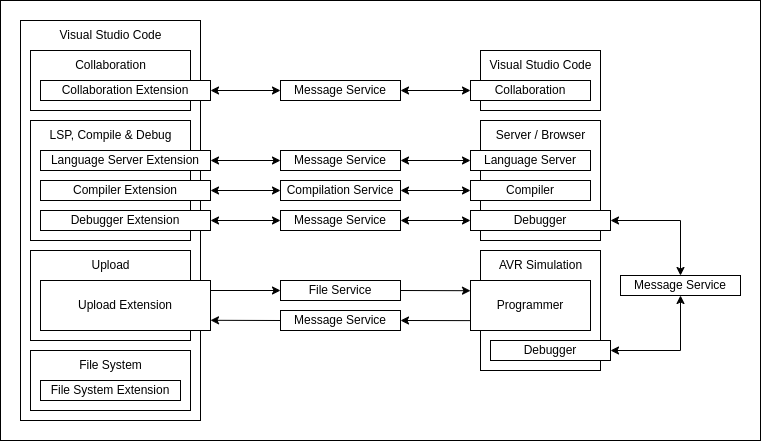 Visual Studio Code
Collaboration
Collaboration Extension
Message Service
Visual Studio Code
Collaboration
LSP, Compile & Debug
Language Server Extension
Compiler Extension
Debugger Extension
Message Service
Compilation Service
Message Service
Server / Browser
Language Server
Compiler
Debugger
Upload
Upload Extension
File Service
Message Service
AVR Simulation
Programmer
Debugger
Message Service
File System
File System Extension